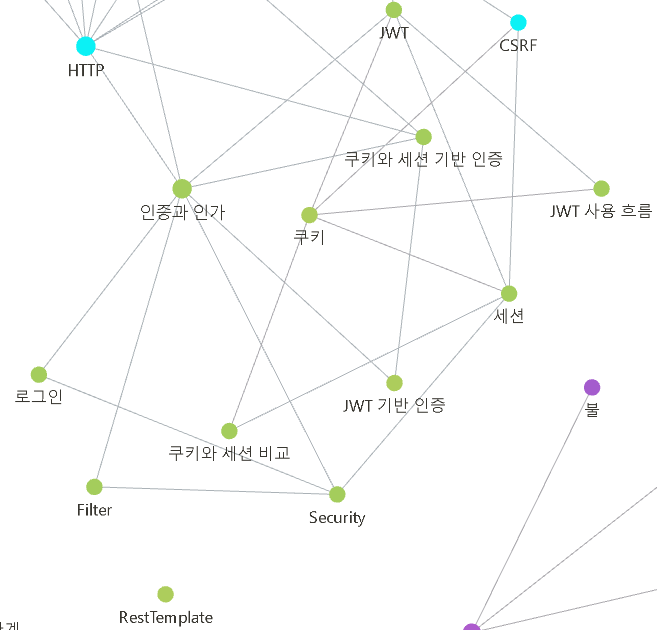 JWT
CSRF
HTTP
쿠키와 세션 기반 인증
인증과 인가
JWT 사용 흐름
쿠키
세션
로그인
JWT 기반 인증
불
쿠키와 세션 비교
Filter
Security
RestTemplate